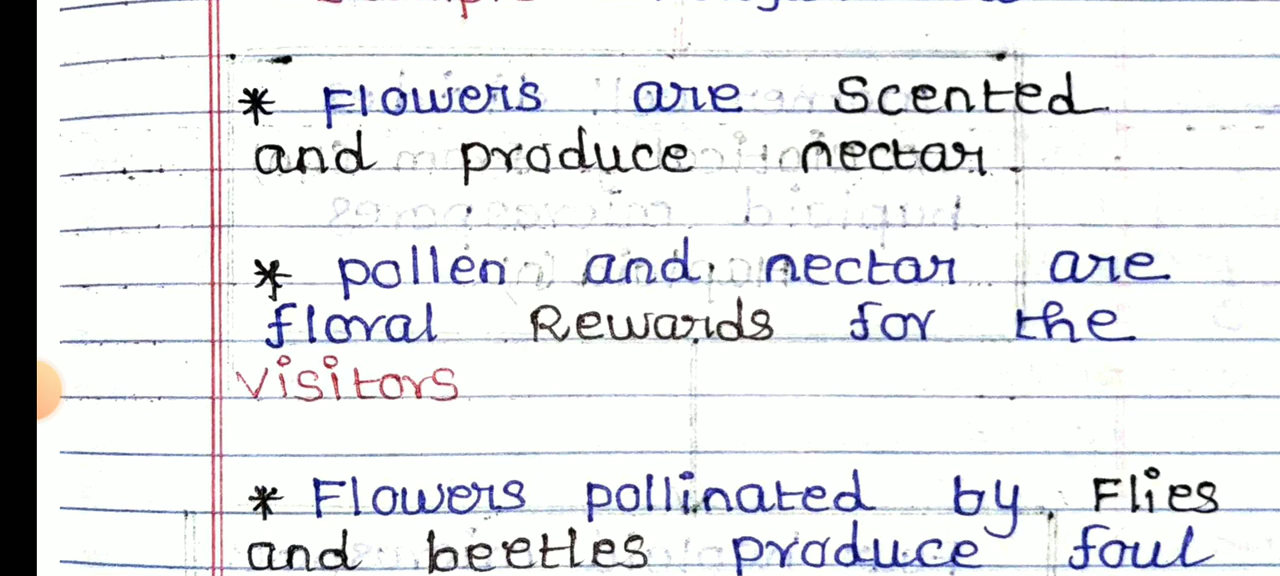 * Flowers are Scented
and produce nectar.
* pollen and nectar are
floral Rewards for the
visitors
* Flowers pollinated by Flies
and beetles produce foul